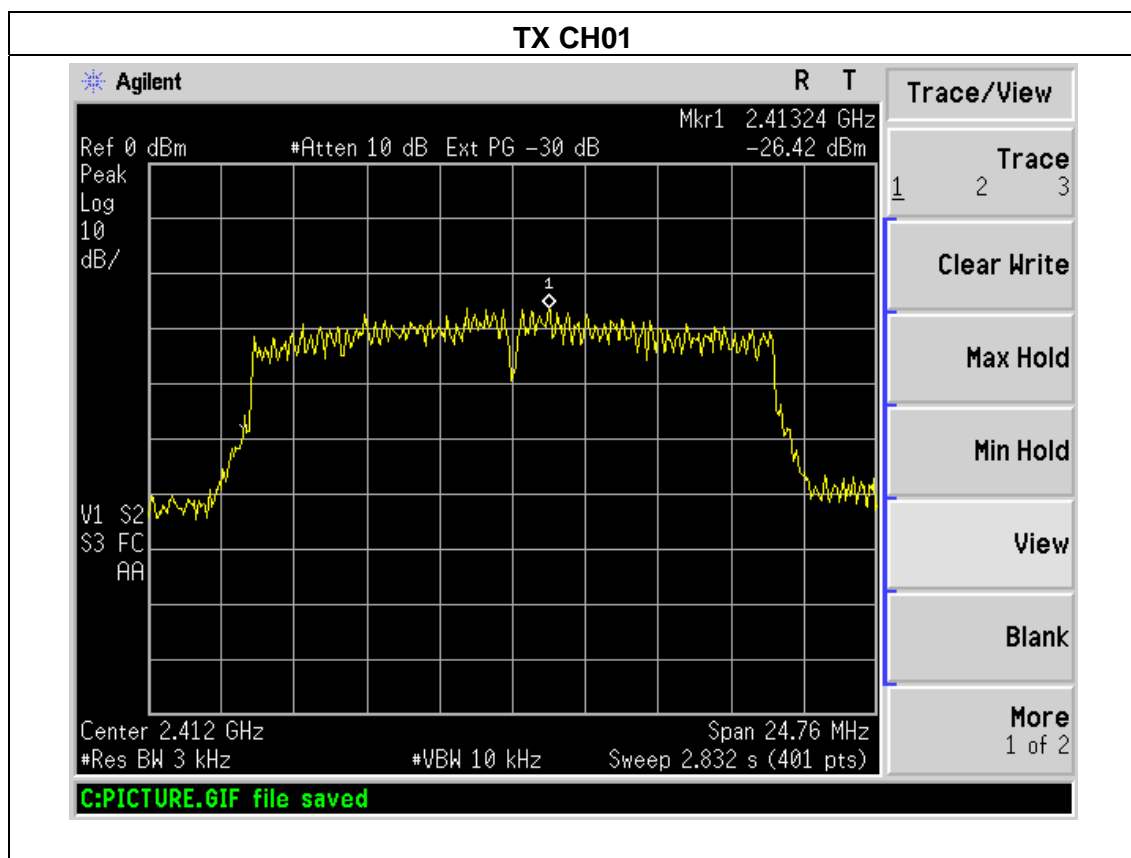 TX CH01
Agilent R T
Mkr1 2.41324 GHz
Ref 0 dBm #Atten 10 dB Ext PG -30 dB -26.42 dBm
Peak
Log
10
dB/
1
V1 S2
S3 FC
AA
Center 2.412 GHz Span 24.76 MHz
#Res BW 3 kHz #VBW 10 kHz Sweep 2.832 s (401 pts)
C:PICTURE.GIF file saved
Trace/View
Trace
1 2 3
Clear Write
Max Hold
Min Hold
View
Blank
More
1 of 2